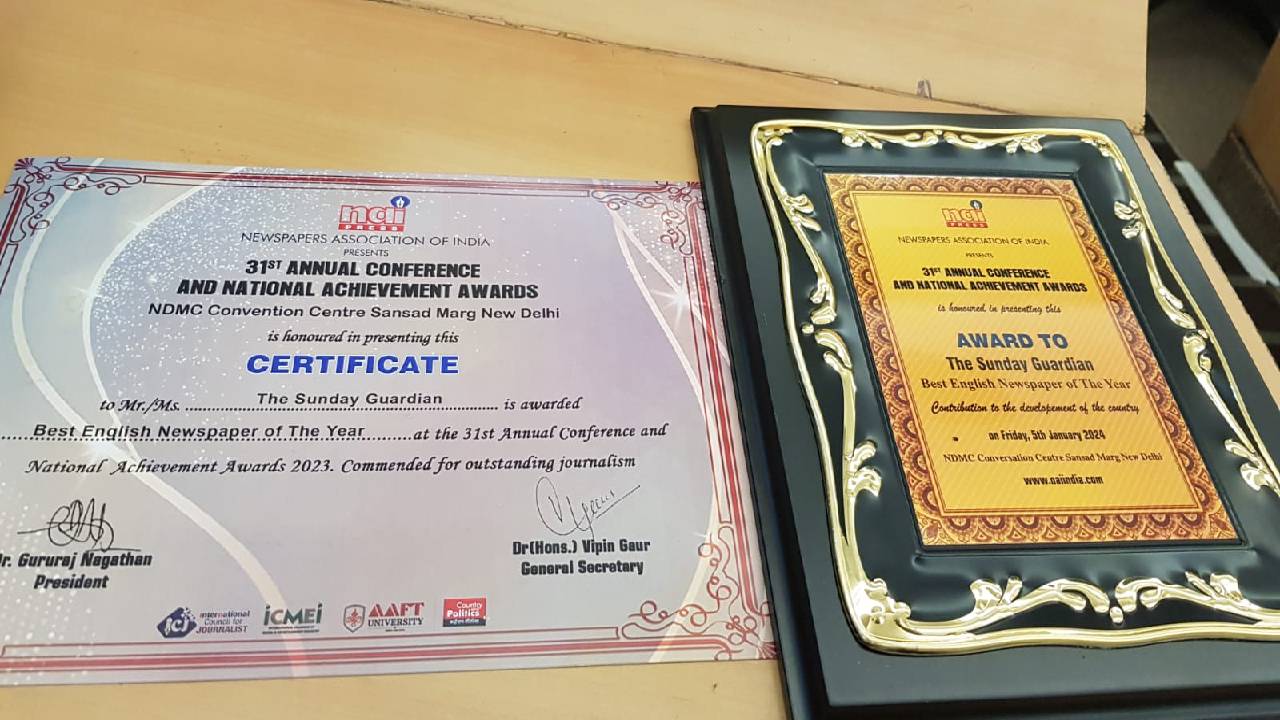 nai
PRESS
NEWSPAPERS ASSOCIATION OF INDIA
PRESENTS
31ST ANNUAL CONFERENCE
AND NATIONAL ACHIEVEMENT AWARDS
NDMC Convention Centre Sansad Marg New Delhi
is honoured in presenting this
CERTIFICATE
to Mr./Ms. The Sunday Guardian is awarded
Best English Newspaper of The Year at the 31st Annual Conference and
National Achievement Awards 2023. Commended for outstanding journalism
Dr. Gururaj Nagathan
President
Dr(Hons.) Vipin Gaur
General Secretary
ICJ
International
Council for
JOURNALIST
iCMEi
AAFT
UNIVERSITY
Country
Politics
nai
PRESS
NEWSPAPERS ASSOCIATION OF INDIA
PRESENTS
31ST ANNUAL CONFERENCE
AND NATIONAL ACHIEVEMENT AWARDS
is honoured in presenting this
AWARD TO
The Sunday Guardian
Best English Newspaper of The Year
Contribution to the developement of the country
on Friday, 5th January 2024
NDMC Conversation Centre Sansad Marg New Delhi
www.naiindia.com